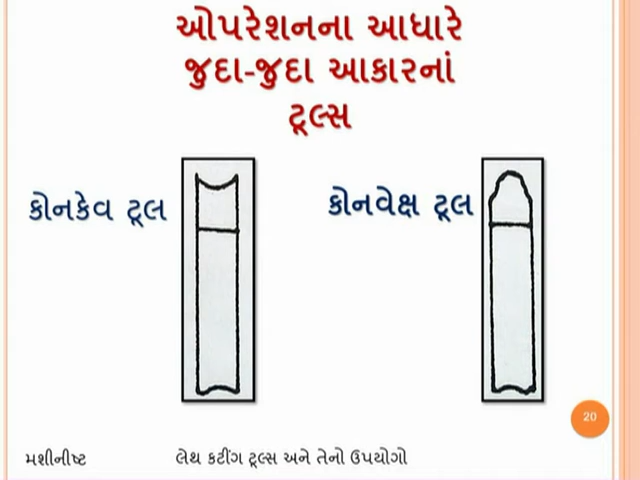 ઓપરેશનના આધારે
જુદા-જુદા આકારનાં
ટૂલ્સ
કોનકેવ ટૂલ
કોનવેક્ષ ટૂલ
20
મશીનીષ્ટ
લેથ કટીંગ ટૂલ્સ અને તેનો ઉપયોગો